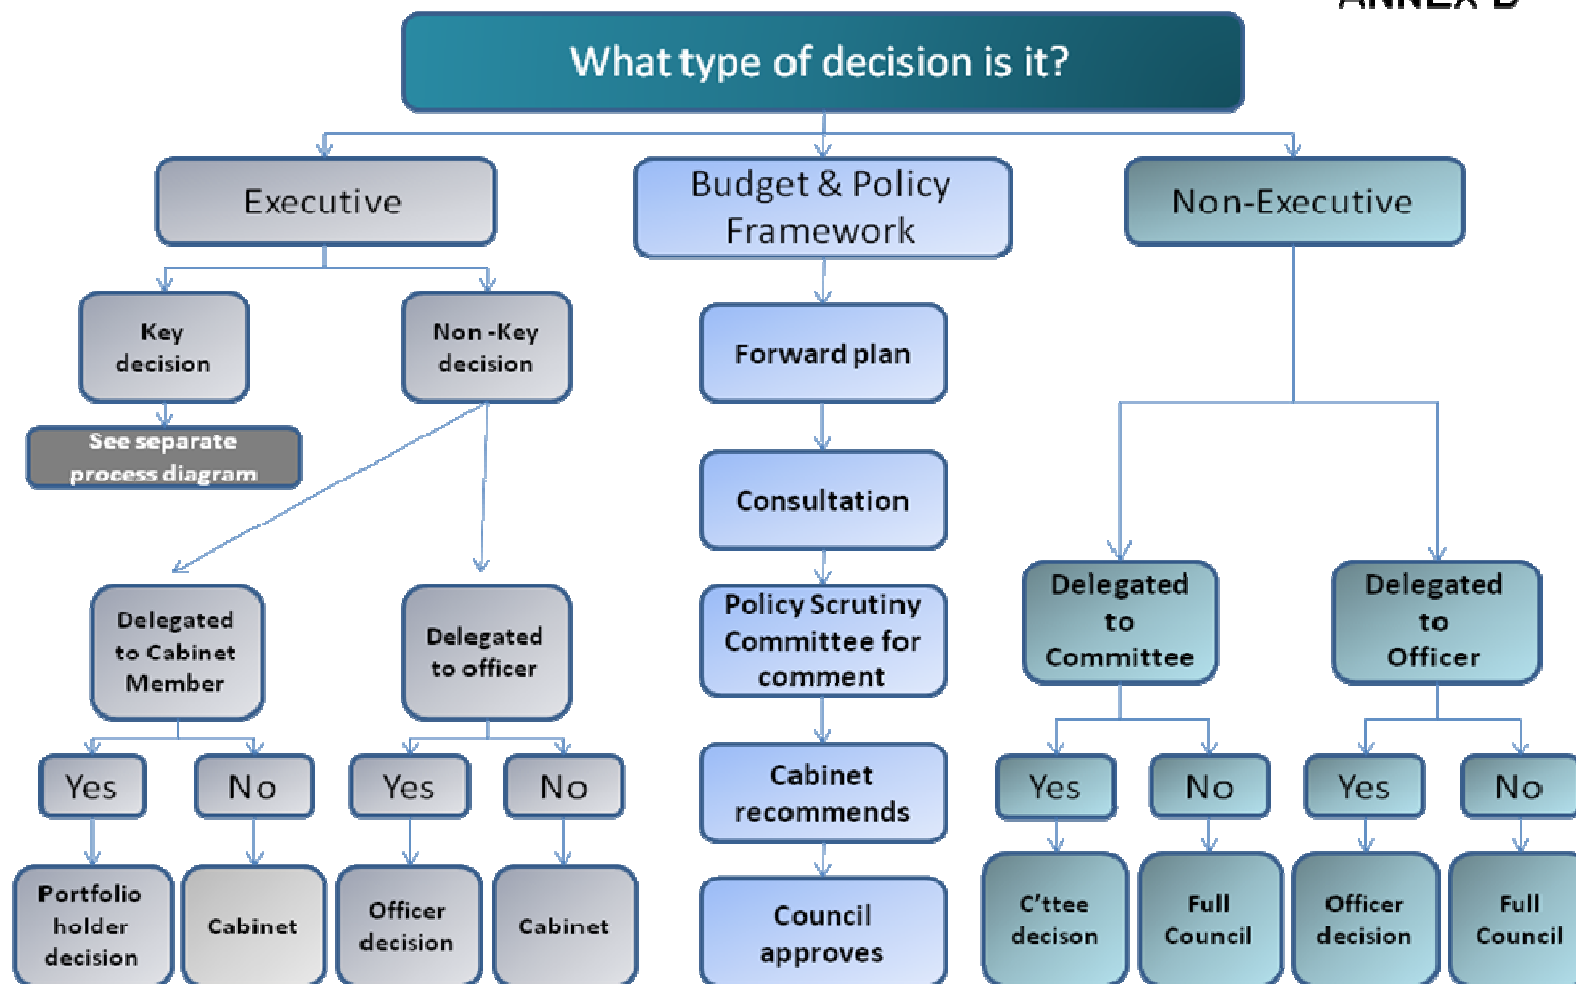 ANNEX B
What type of decision is it?
Executive
Budget & Policy
Framework
Non-Executive
Key
decision
Non -Key
decision
Forward plan
See separate
process diagram
Consultation
Delegated
to Cabinet
Member
Delegated
to officer
Policy Scrutiny
Committee for
comment
Delegated
to
Committee
Delegated
to
Officer
Yes
No
Yes
No
Cabinet
recommends
Yes
No
Yes
No
Portfolio
holder
decision
Cabinet
Officer
decision
Cabinet
Council
approves
C'ttee
decison
Full
Council
Officer
decision
Full
Council